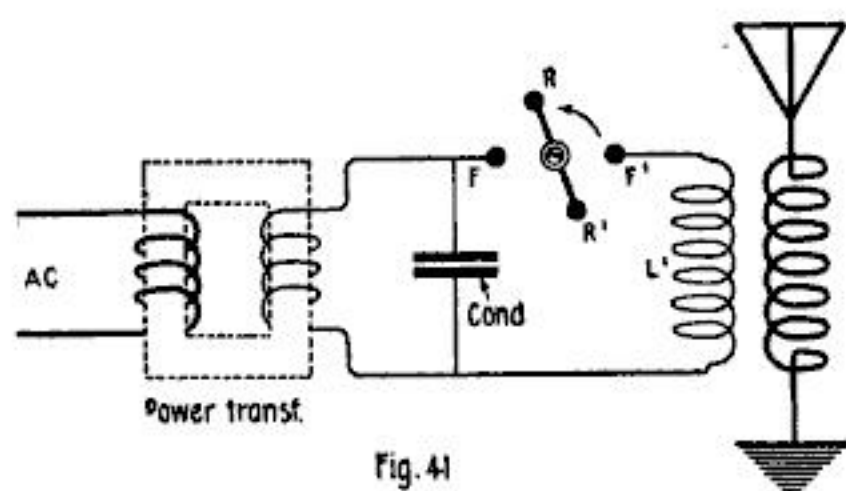 R
F
F'
R'
AC
L'
Cond
Power transf.
Fig. 41